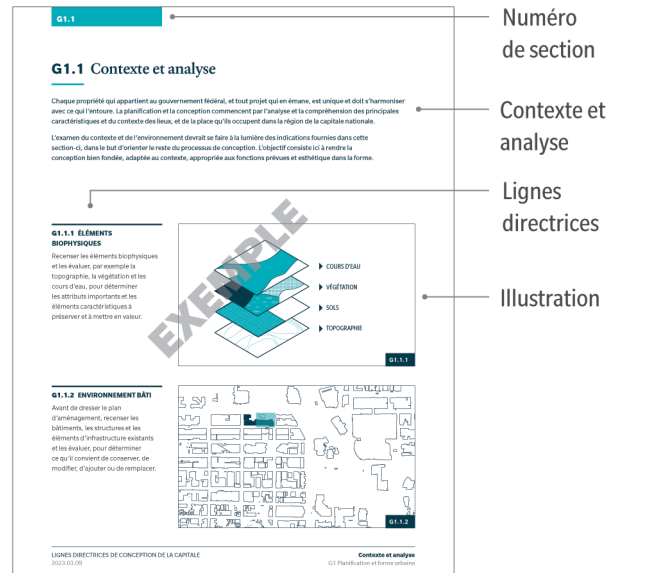 G1.1
Numéro
de section
G1.1 Contexte et analyse
Chaque propriété qui appartient au gouvernement fédéral, et tout projet qui en émane, est unique et doit s'harmoniser
avec ce qui l'entoure. La planification et la conception commencent par l'analyse et la compréhension des principales
caractéristiques et du contexte des lieux, et de la place qu'ils occupent dans la région de la capitale nationale.
L'examen du contexte et de l'environnement devrait se faire à la lumière des indications fournies dans cette
section-ci, dans le but d'orienter le reste du processus de conception. L'objectif consiste ici à rendre la
conception bien fondée, adaptée au contexte, appropriée aux fonctions prévues et esthétique dans la forme.
Contexte et
analyse
Lignes
directrices
G1.1.1 ÉLÉMENTS
BIOPHYSIQUES
Recenser les éléments biophysiques
et les évaluer, par exemple la
topographie, la végétation et les
cours d'eau, pour déterminer
les attributs importants et les
éléments caractéristiques à
préserver et à mettre en valeur.
EXEMPLE
COURS D'EAU
VÉGÉTATION
SOLS
TOPOGRAPHIE
G1.1.1
Illustration
G1.1.2 ENVIRONNEMENT BÂTI
Avant de dresser le plan
d'aménagement, recenser les
bâtiments, les structures et les
éléments d'infrastructure existants
et les évaluer, pour déterminer
ce qu'il convient de conserver, de
modifier, d'ajouter ou de remplacer.
G1.1.2
LIGNES DIRECTRICES DE CONCEPTION DE LA CAPITALE
2023.03.09
Contexte et analyse
G.1 Planification et forme urbaine